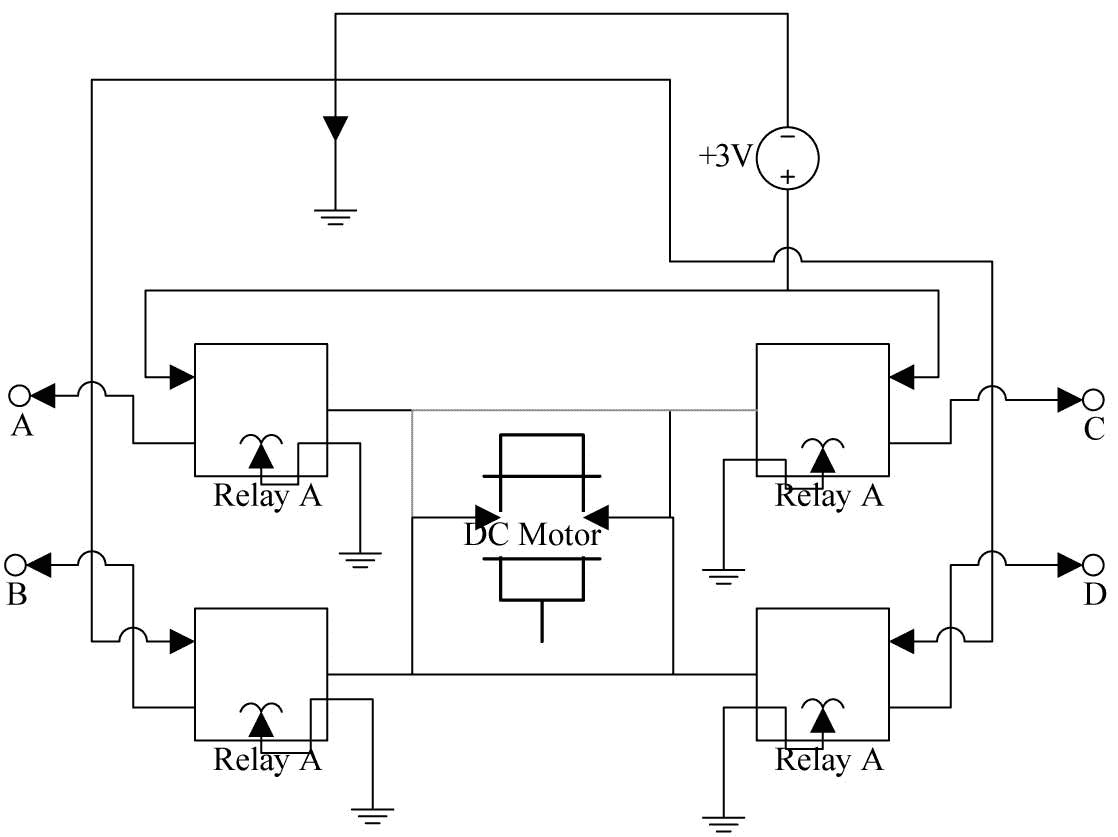 +3V
−
+
A
C
Relay A
Relay A
DC Motor
B
D
Relay A
Relay A